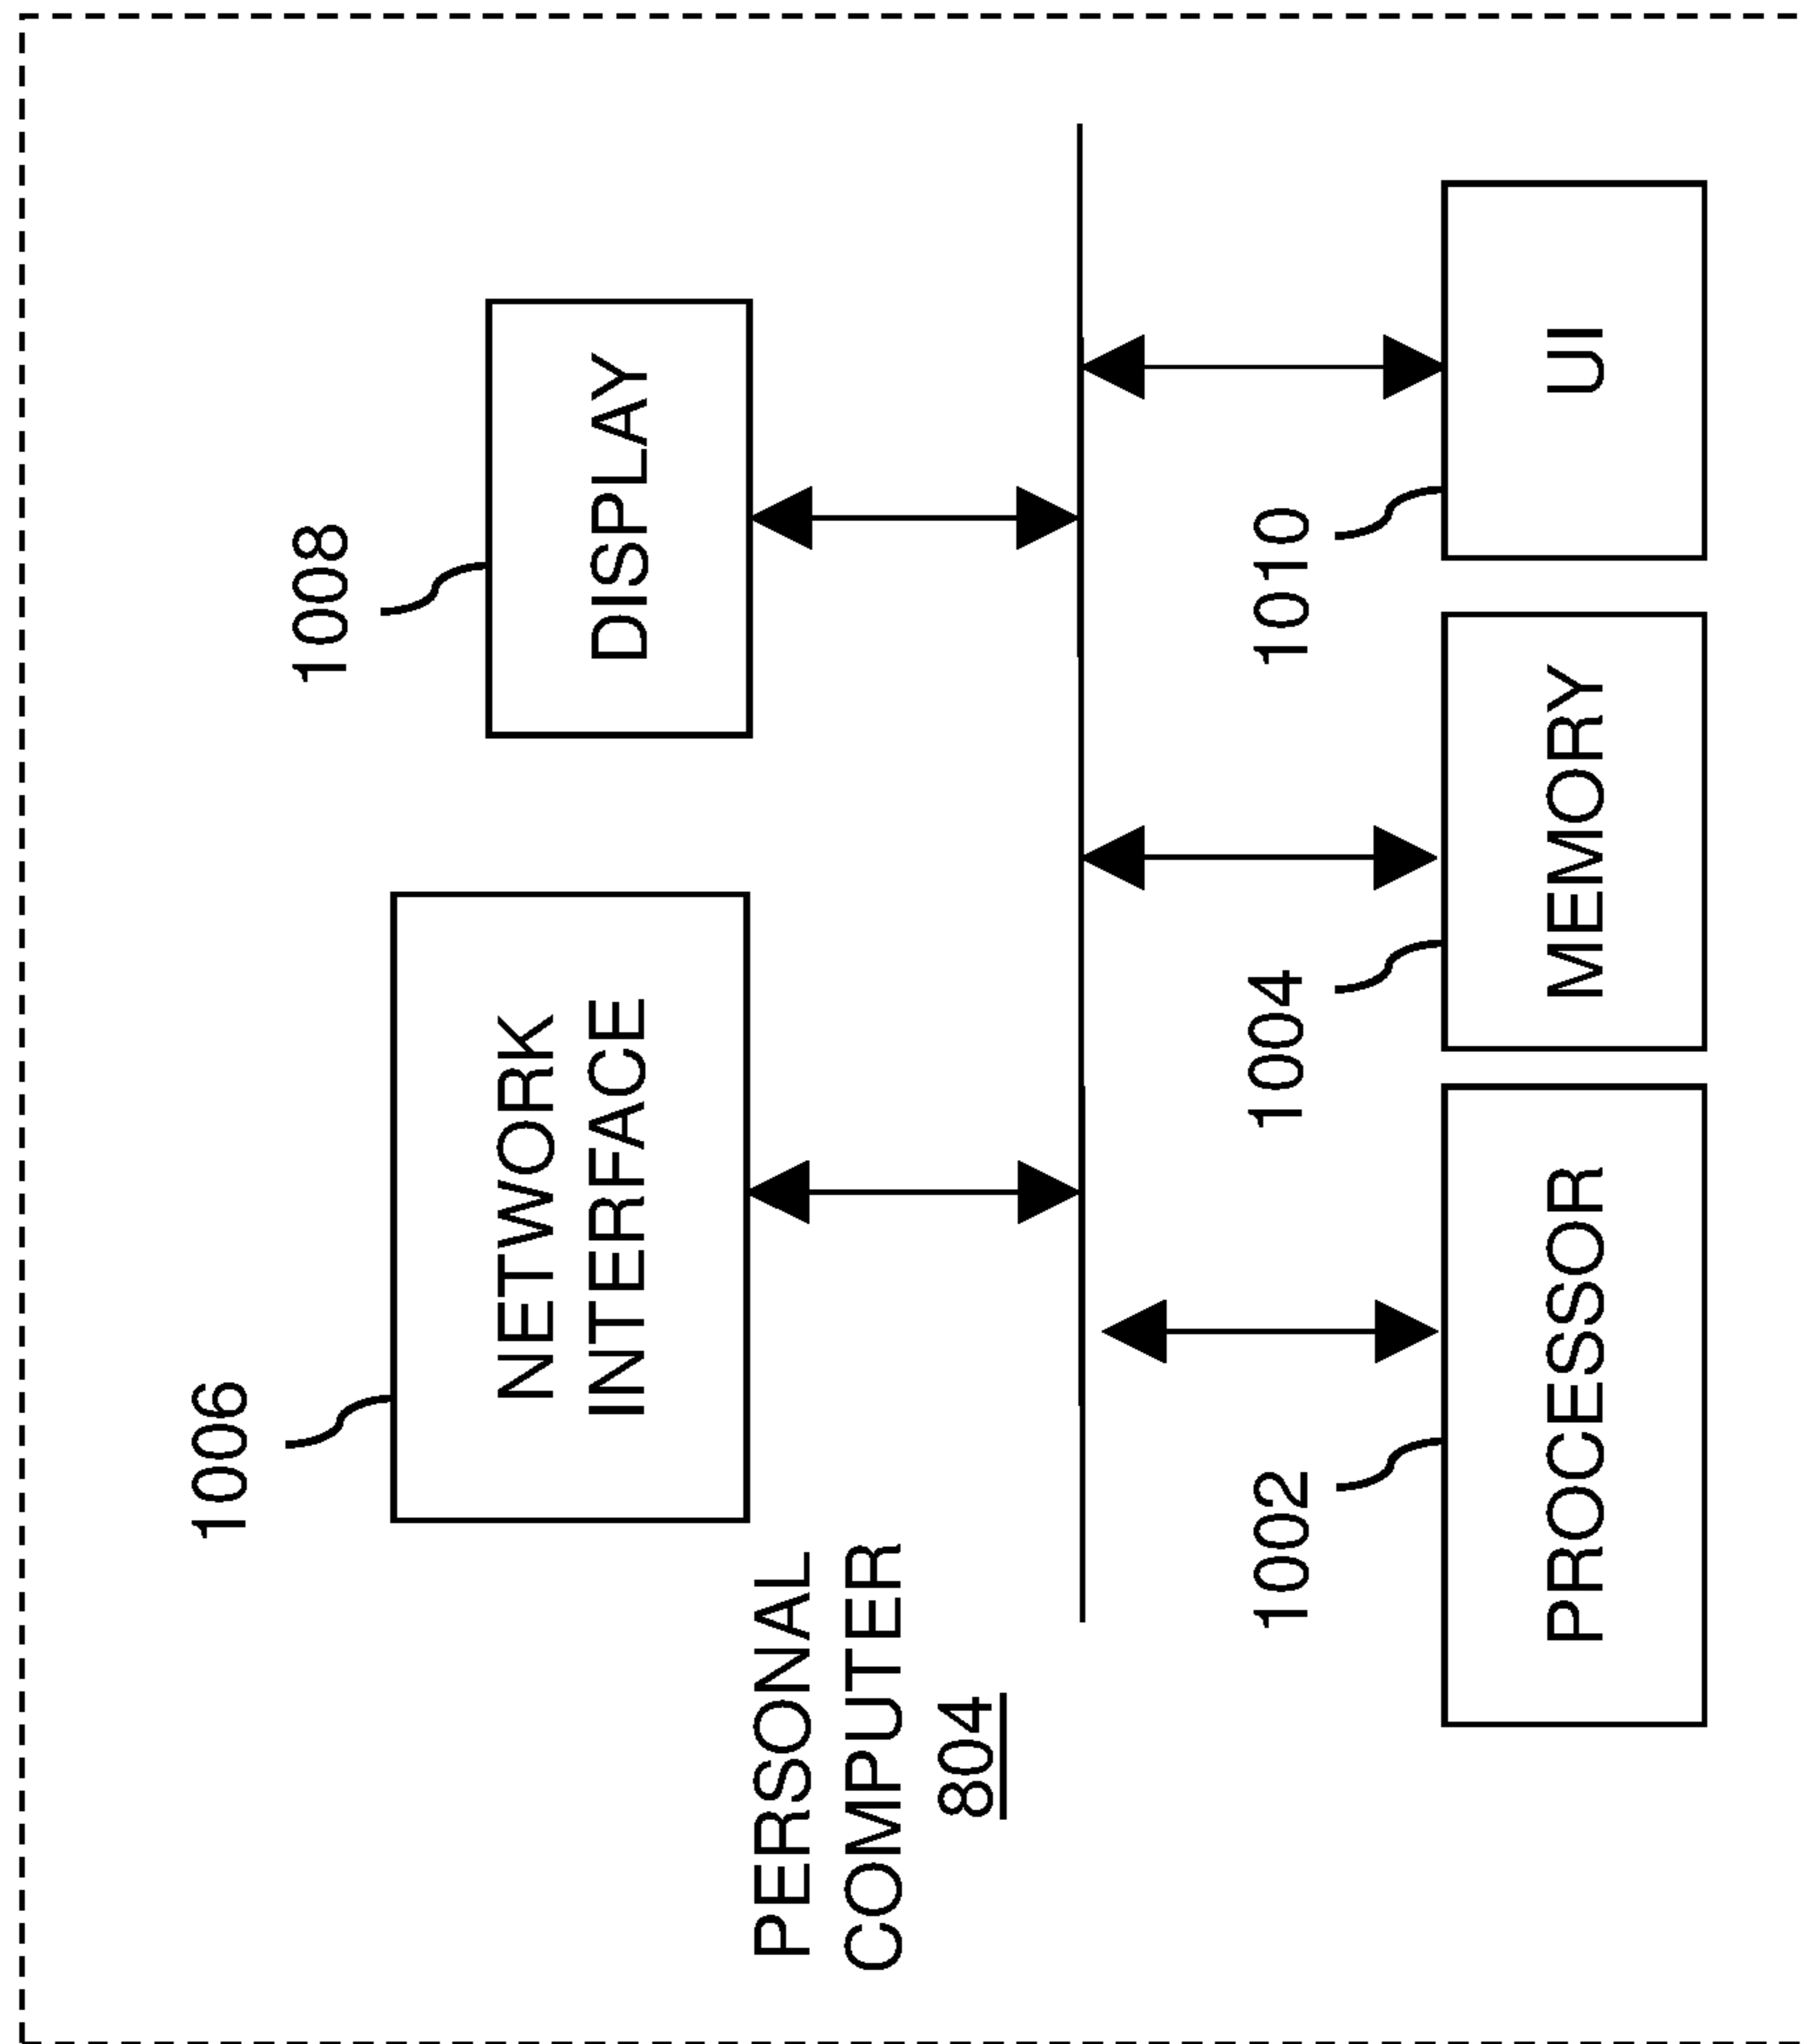 1006
NETWORK
INTERFACE
1008
DISPLAY
PERSONAL
COMPUTER
804
1002
PROCESSOR
1004
MEMORY
1010
UI